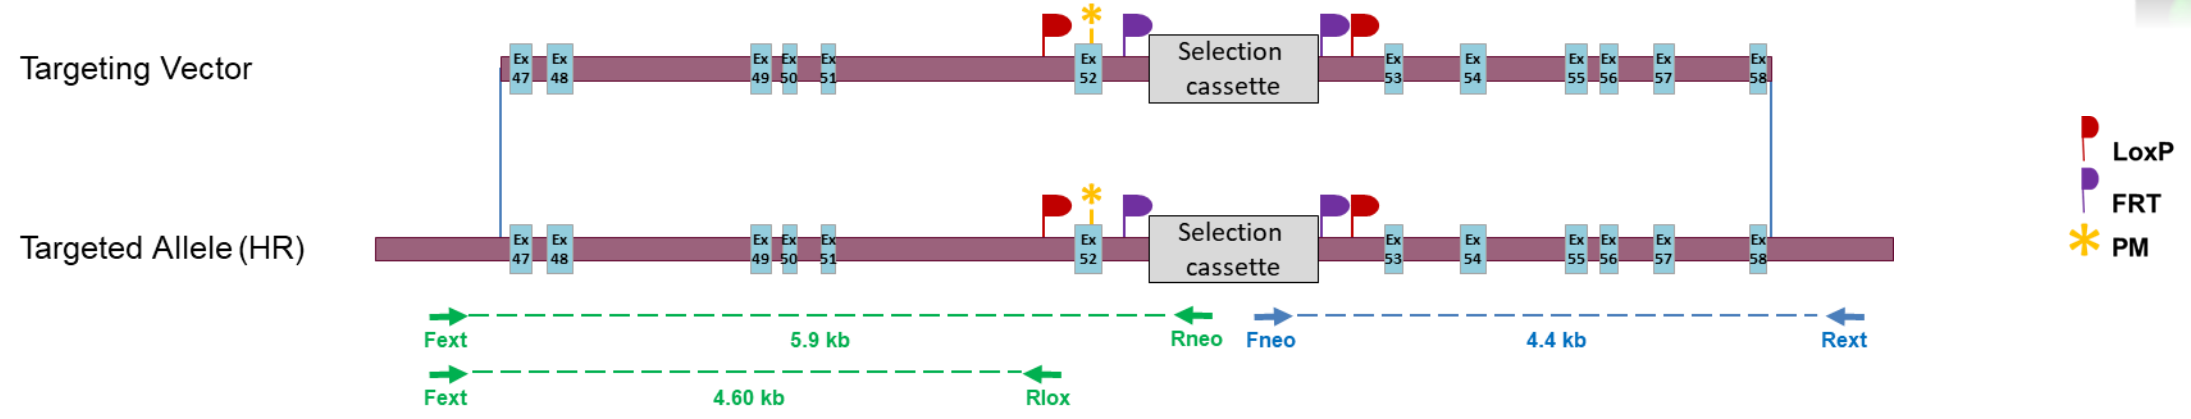 Targeting Vector
Ex 47
Ex 48
Ex 49
Ex 50
Ex 51
*
Ex 52
Selection
cassette
Ex 53
Ex 54
Ex 55
Ex 56
Ex 57
Ex 58
LoxP
FRT
* PM
Targeted Allele (HR)
Ex 47
Ex 48
Ex 49
Ex 50
Ex 51
*
Ex 52
Selection
cassette
Ex 53
Ex 54
Ex 55
Ex 56
Ex 57
Ex 58
Fext 5.9 kb Rneo Fneo 4.4 kb Rext
Fext 4.60 kb Rlox